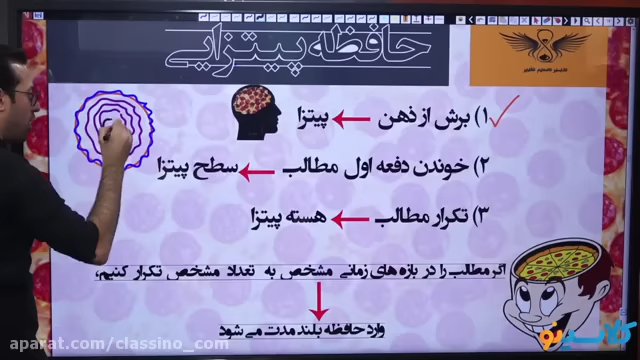 حافظه پیتزایی
۱) برش از ذهن ← پیتزا
۲) خوندن دفعه اول مطالب ← سطح پیتزا
۳) تکرار مطالب ← هسته پیتزا
اگر مطالب را در بازه های زمانی مشخص به تعداد مشخص تکرار کنیم،
وارد حافظه بلند مدت می شود
کلاسینو
aparat.com/classino_com